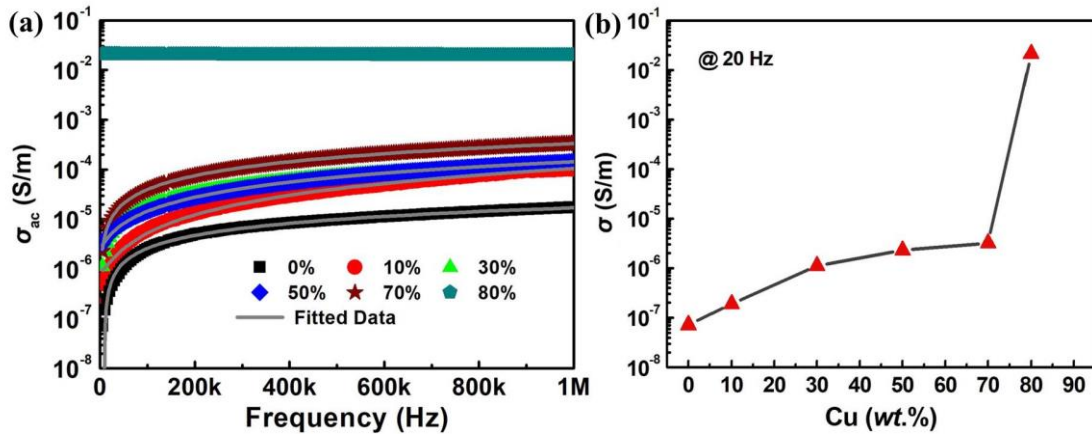 (a)
10⁻¹
10⁻²
10⁻³
10⁻⁴
10⁻⁵
10⁻⁶
10⁻⁷
10⁻⁸
σac (S/m)
0% 10% 30%
50% 70% 80%
Fitted Data
0 200k 400k 600k 800k 1M
Frequency (Hz)
(b)
@ 20 Hz
10⁻¹
10⁻²
10⁻³
10⁻⁴
10⁻⁵
10⁻⁶
10⁻⁷
10⁻⁸
σ (S/m)
0 10 20 30 40 50 60 70 80 90
Cu (wt.%)